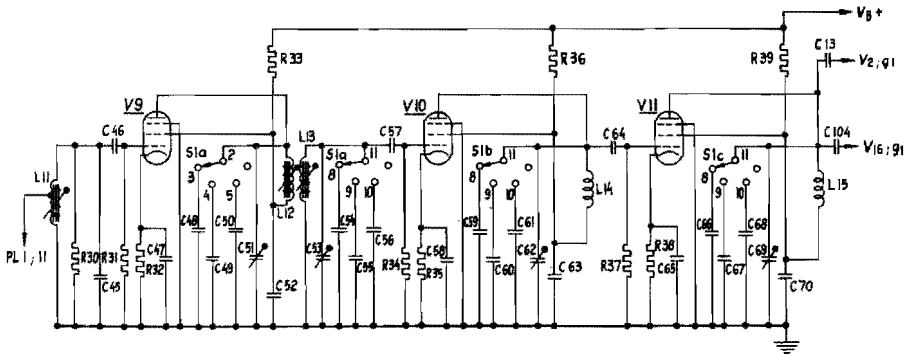 VB+
R33
R36
R39
C13
V2;g1
V9
V10
V11
C46
S1a
2
3
4
5
L13
S1a
11
8
9
10
C57
S1b
11
8
9
10
C64
S1c
11
8
9
10
C104
V16;g1
L11
L12
L14
L15
PL1;11
R30
C45
R31
C47
R32
C48
C49
C50
C51
C52
C53
C54
C55
C56
R34
R35
C58
C59
C60
C61
C62
C63
R37
R38
C65
C66
C67
C68
C69
C70